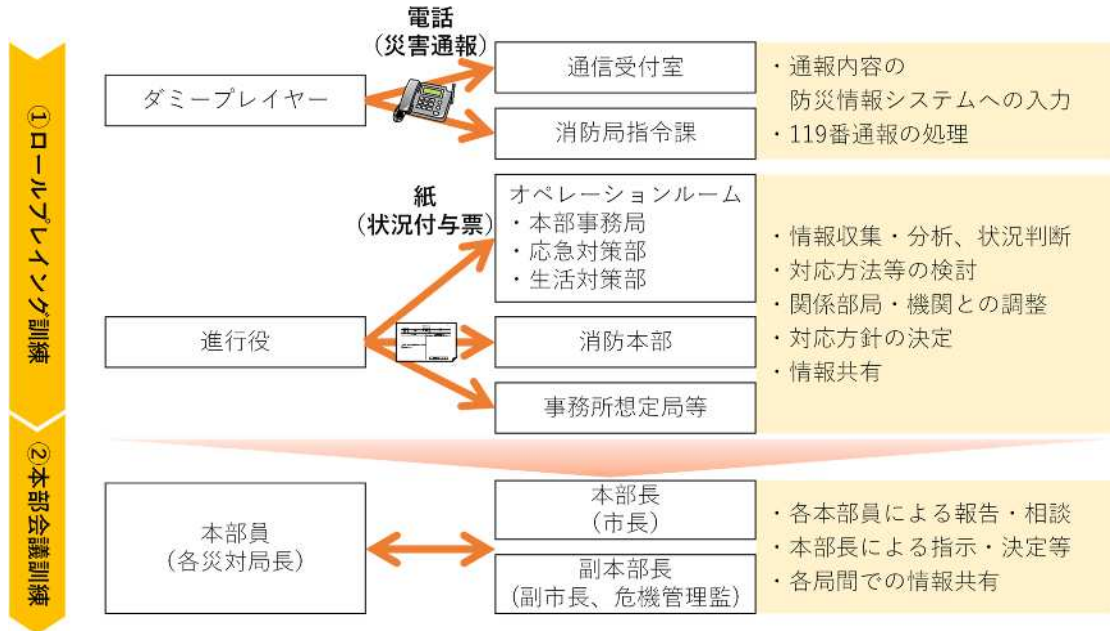 ①ロールプレイング訓練
電話
(災害通報)
ダミープレイヤー
通信受付室
消防局指令課
・通報内容の
防災情報システムへの入力
・119番通報の処理
紙
(状況付与票)
進行役
オペレーションルーム
・本部事務局
・応急対策部
・生活対策部
消防本部
事務所想定局等
・情報収集・分析、状況判断
・対応方法等の検討
・関係部局・機関との調整
・対応方針の決定
・情報共有
②本部会議訓練
本部員
(各災対局長)
本部長
(市長)
副本部長
(副市長、危機管理監)
・各本部員による報告・相談
・本部長による指示・決定等
・各局間での情報共有